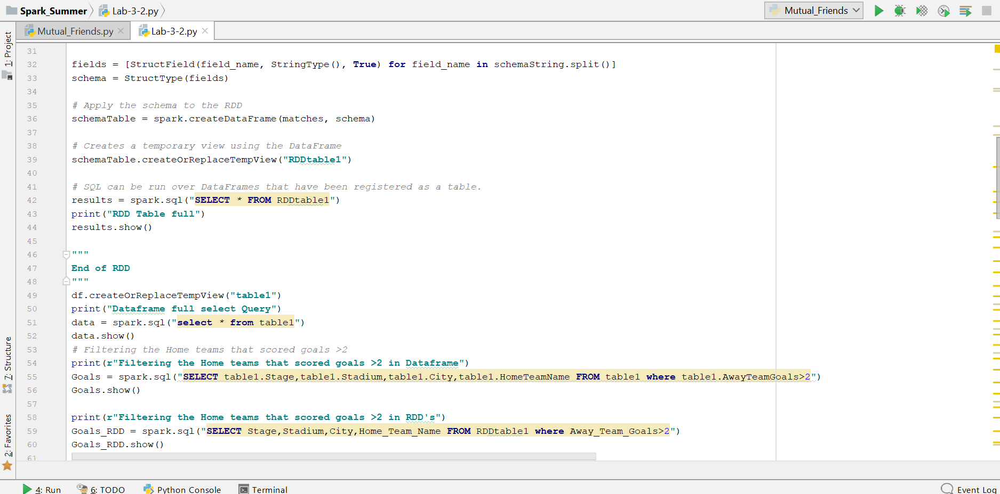 Spark_Summer Lab-3-2.py Mutual_Friends
Mutual_Friends.py Lab-3-2.py
1: Project
7: Structure
2: Favorites
31
32 fields = [StructField(field_name, StringType(), True) for field_name in schemaString.split()]
33 schema = StructType(fields)
34
35 # Apply the schema to the RDD
36 schemaTable = spark.createDataFrame(matches, schema)
37
38 # Creates a temporary view using the DataFrame
39 schemaTable.createOrReplaceTempView("RDDtable1")
40
41 # SQL can be run over DataFrames that have been registered as a table.
42 results = spark.sql("SELECT * FROM RDDtable1")
43 print("RDD Table full")
44 results.show()
45
46 """
47 End of RDD
48 """
49 df.createOrReplaceTempView("table1")
50 print("Dataframe full select Query")
51 data = spark.sql("select * from table1")
52 data.show()
53 # Filtering the Home teams that scored goals >2
54 print(r"Filtering the Home teams that scored goals >2 in Dataframe")
55 Goals = spark.sql("SELECT table1.Stage,table1.Stadium,table1.City,table1.HomeTeamName FROM table1 where table1.AwayTeamGoals>2")
56 Goals.show()
57
58 print(r"Filtering the Home teams that scored goals >2 in RDD's")
59 Goals_RDD = spark.sql("SELECT Stage,Stadium,City,Home_Team_Name FROM RDDtable1 where Away_Team_Goals>2")
60 Goals_RDD.show()
61
4: Run 6: TODO Python Console Terminal Event Log